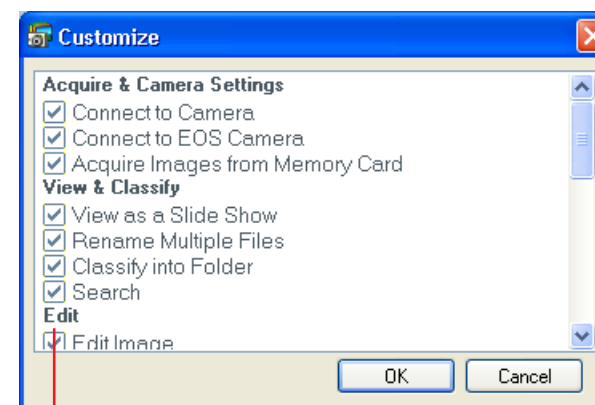 Customize
Acquire & Camera Settings
Connect to Camera
Connect to EOS Camera
Acquire Images from Memory Card
View & Classify
View as a Slide Show
Rename Multiple Files
Classify into Folder
Search
Edit
Edit Image
OK Cancel